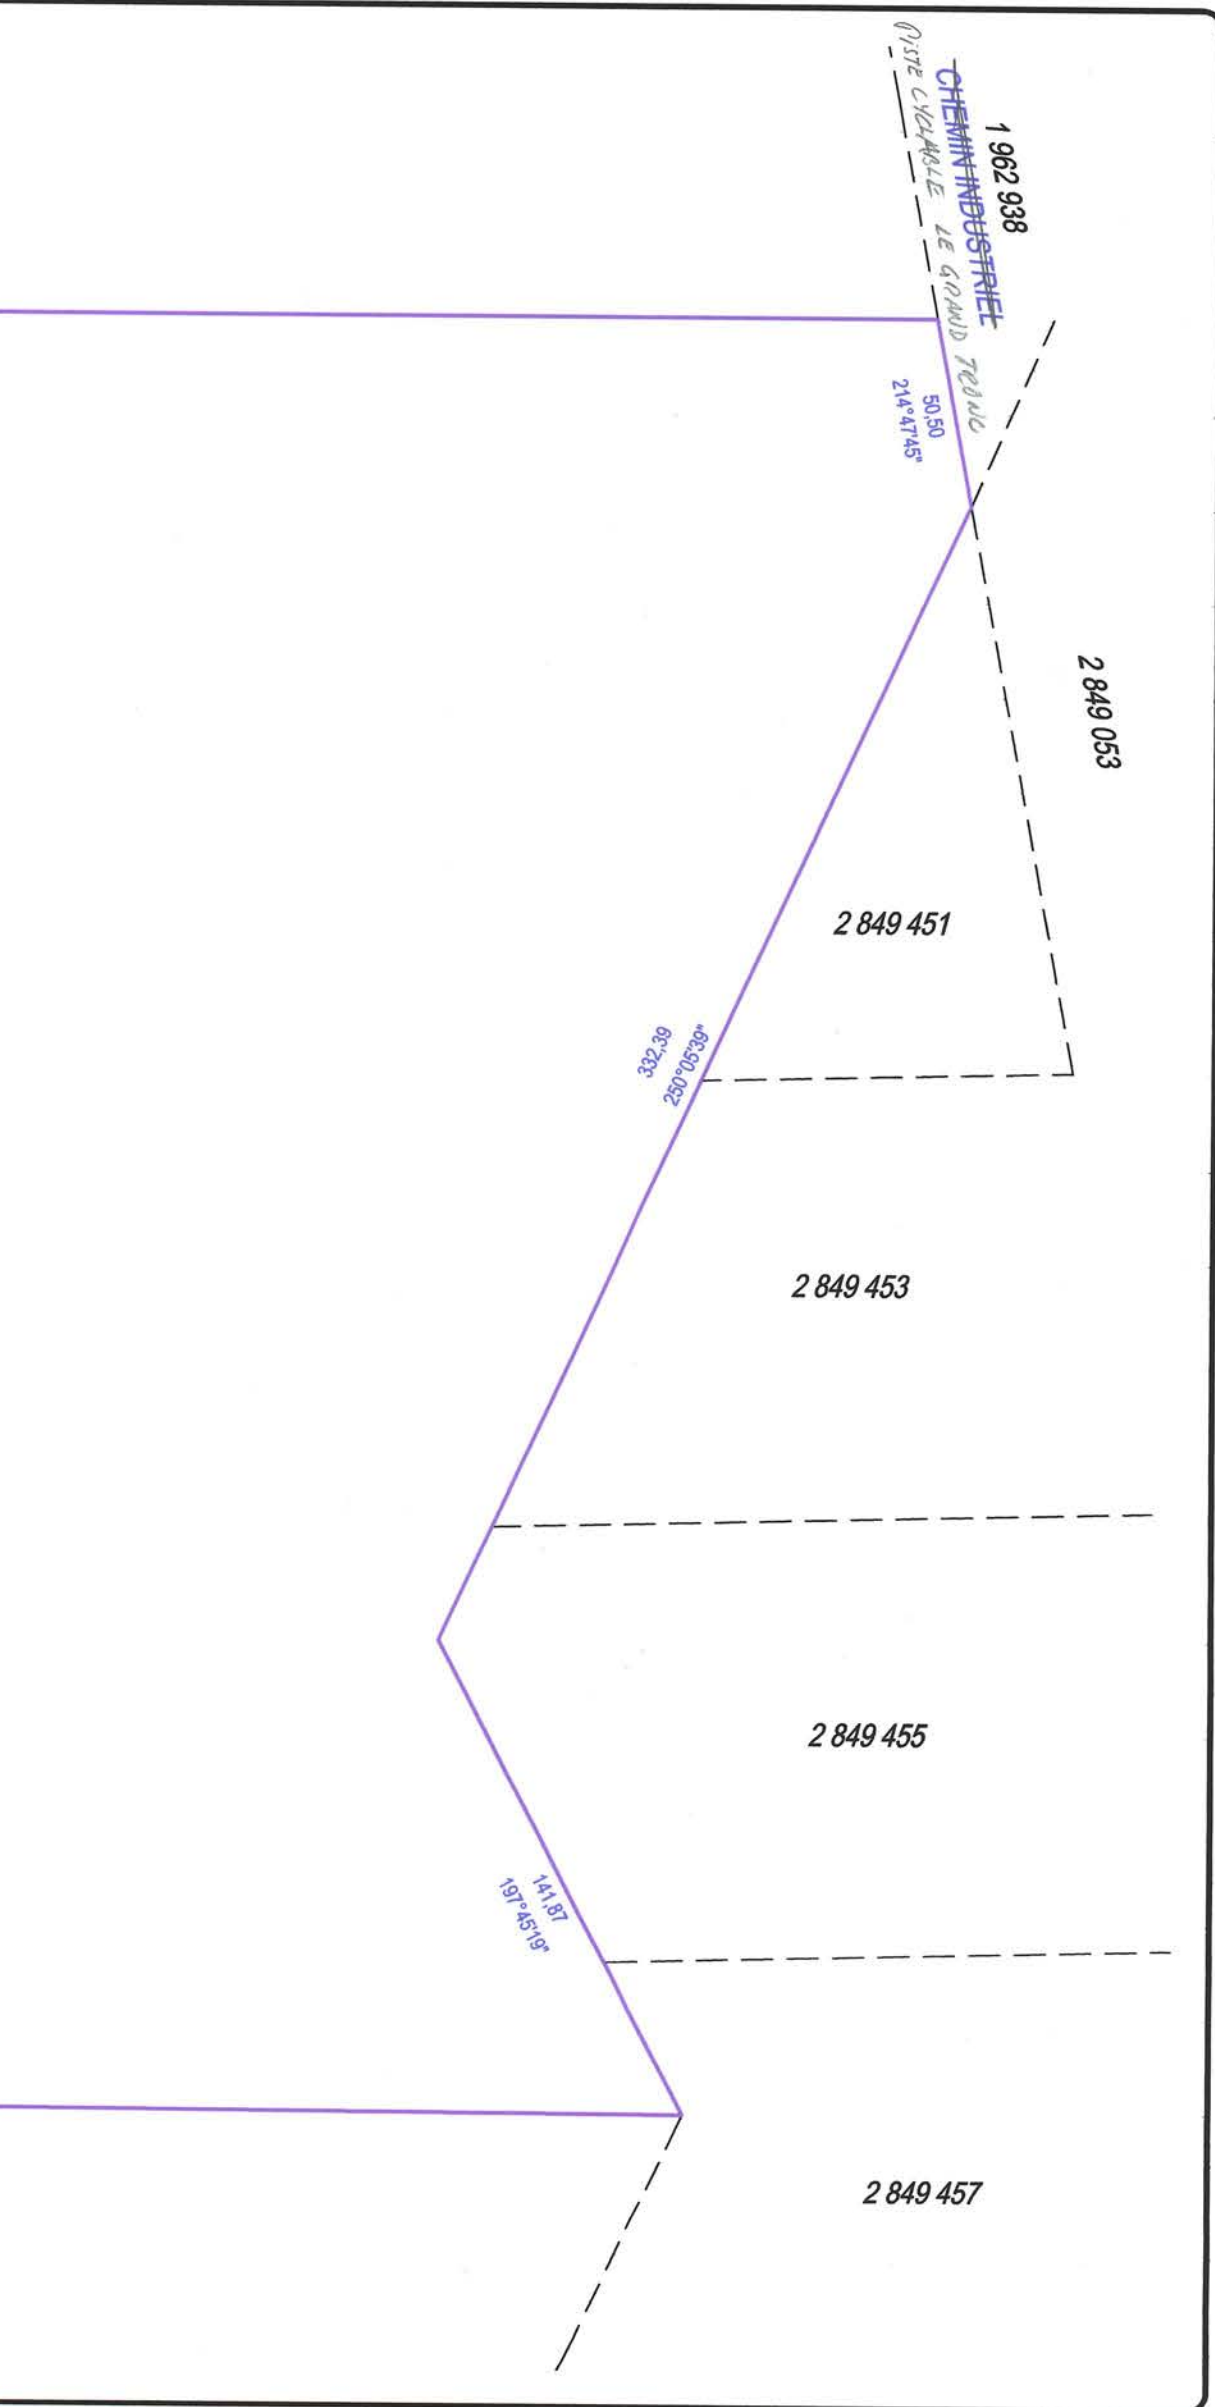 1 962 938
CHEMIN INDUSTRIEL
PISTE CYCLABLE LE GRAND TRONC
50,50
214°47'45"
2 849 053
2 849 451
332,39
250°05'39"
2 849 453
2 849 455
141,87
197°45'19"
2 849 457